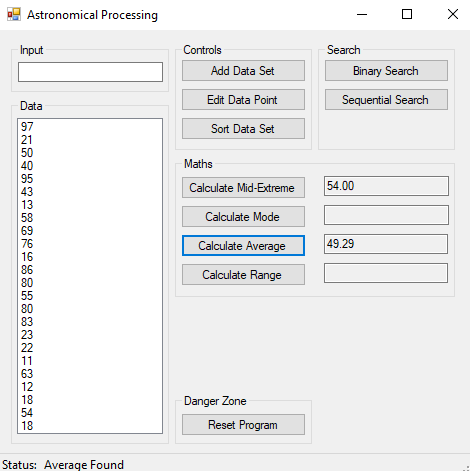 Astronomical Processing
Input
Controls
Search
Add Data Set
Edit Data Point
Sort Data Set
Binary Search
Sequential Search
Data
97
21
50
40
95
43
13
58
69
76
16
86
80
55
80
83
23
22
11
63
12
18
54
18
Maths
Calculate Mid-Extreme
54.00
Calculate Mode
Calculate Average
49.29
Calculate Range
Danger Zone
Reset Program
Status: Average Found